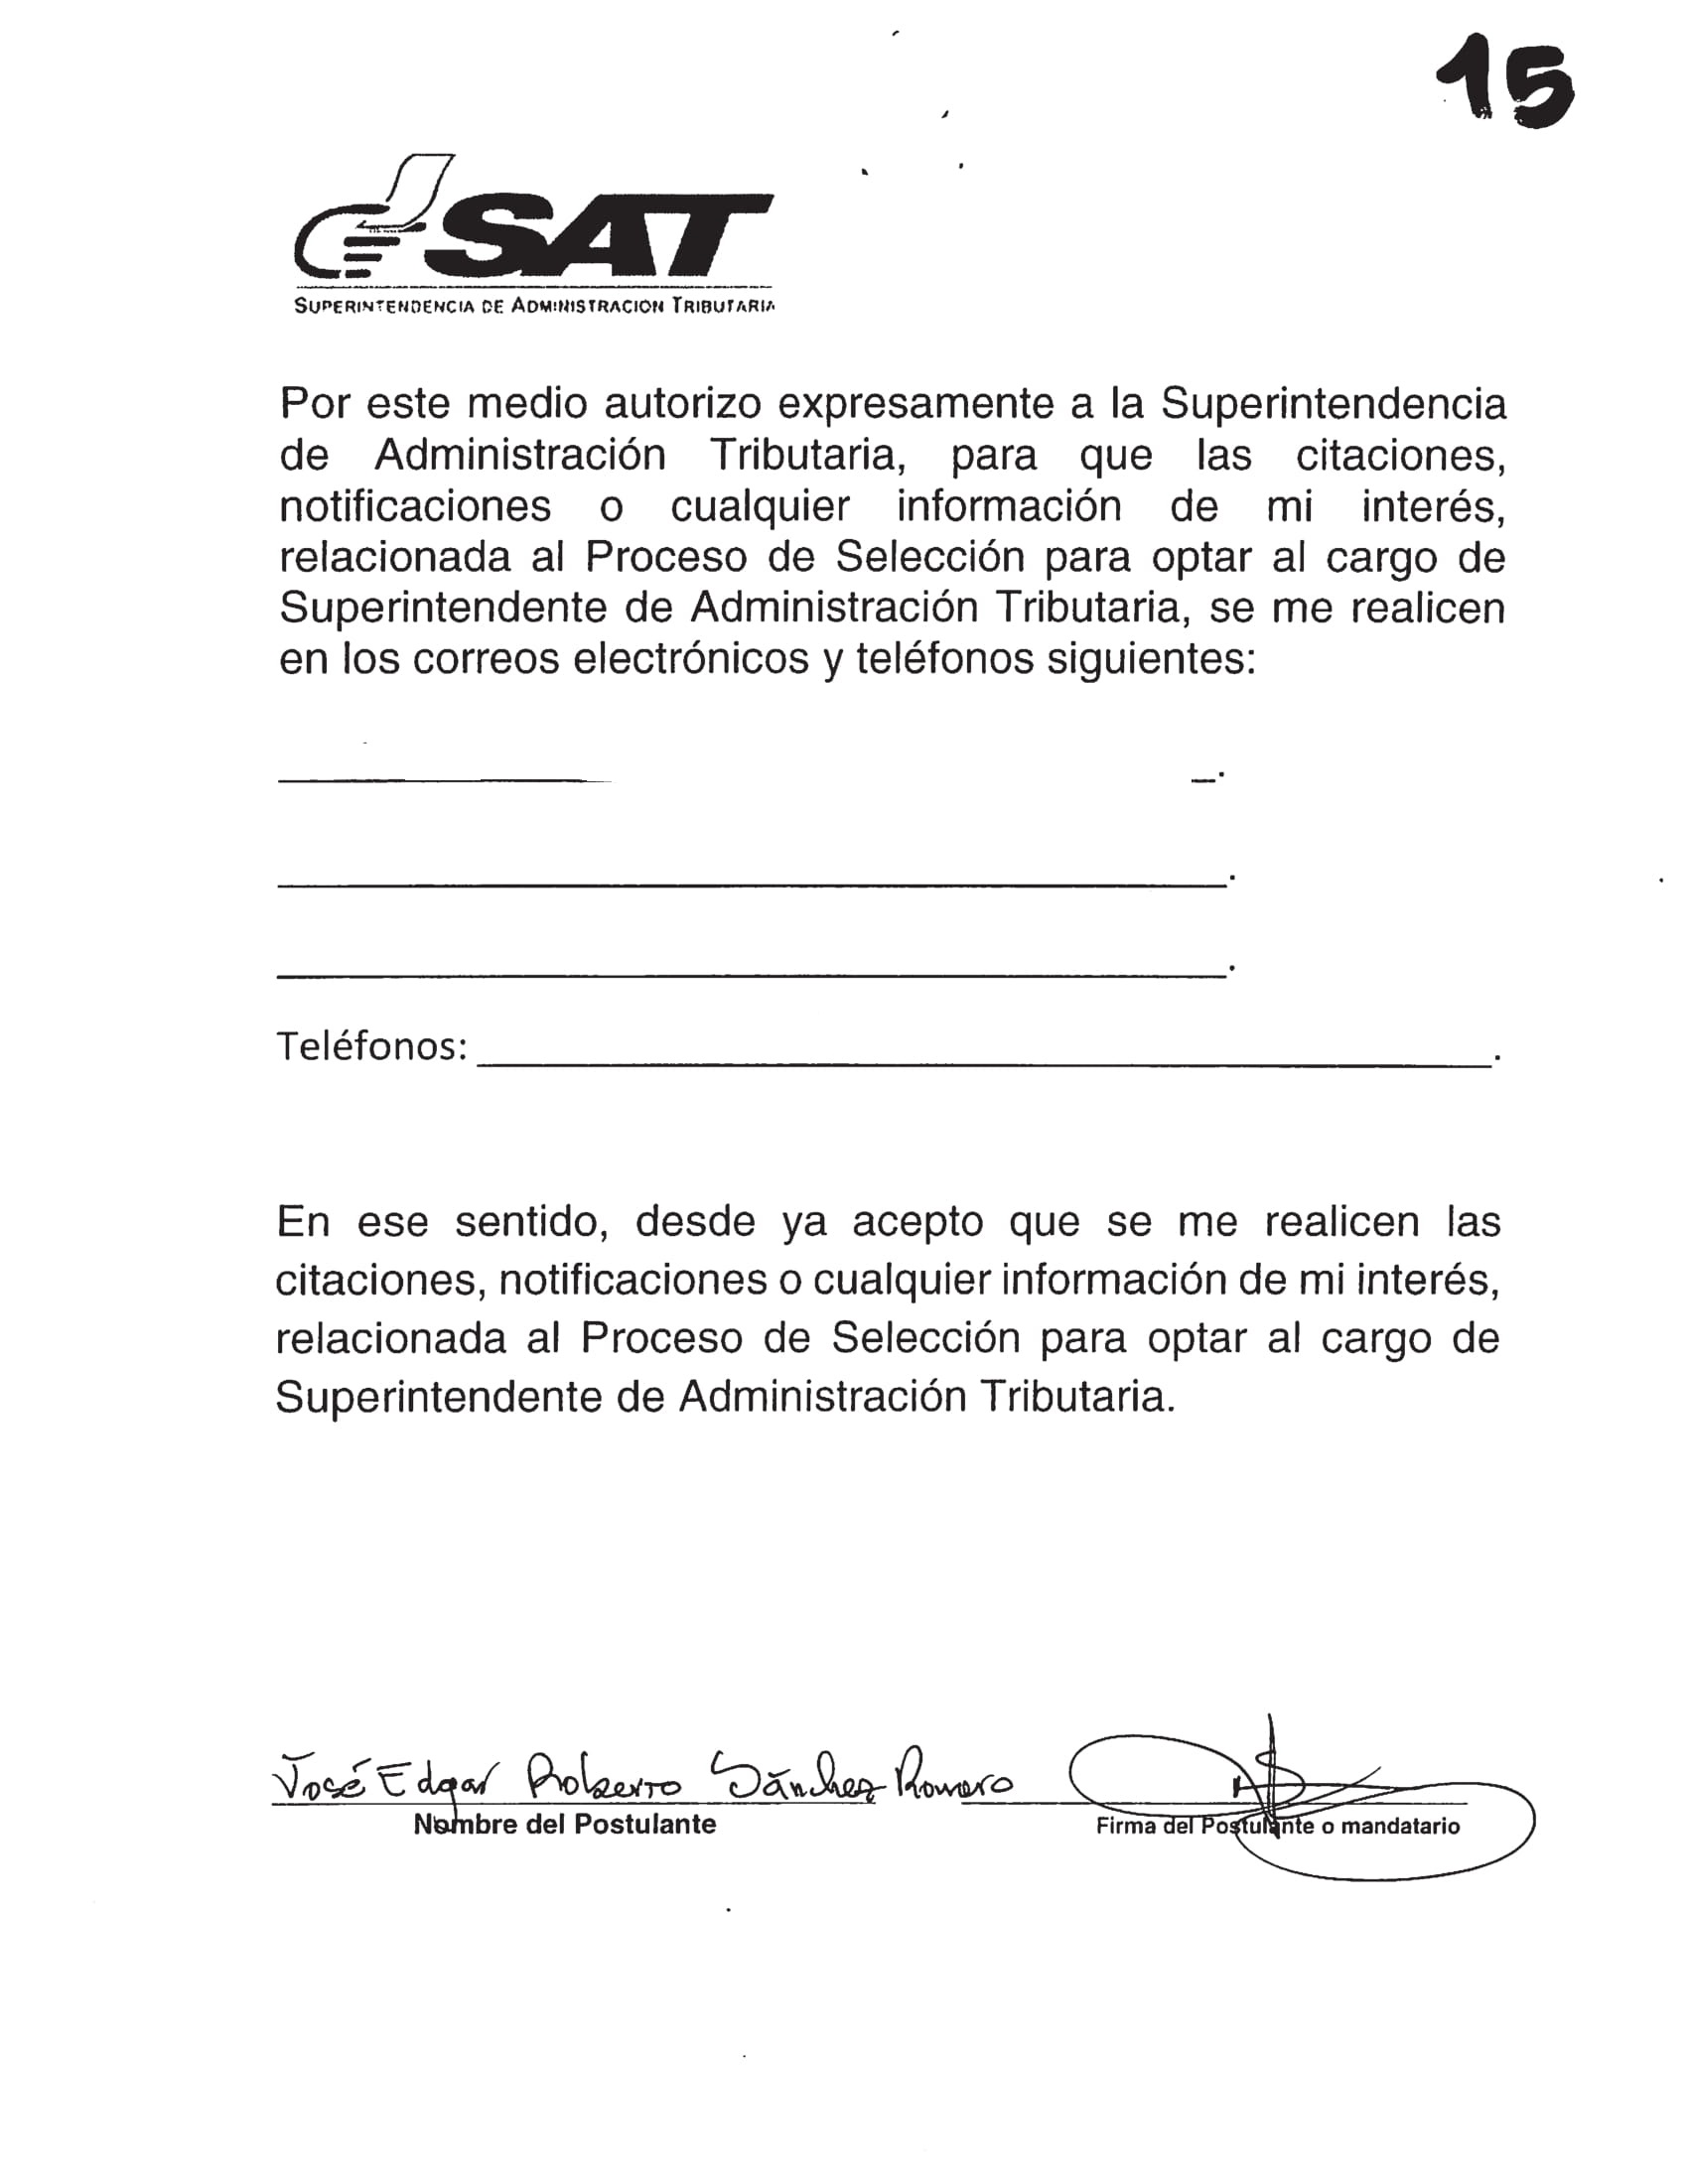 15
SAT
SUPERINTENDENCIA DE ADMINISTRACION TRIBUTARIA
Por este medio autorizo expresamente a la Superintendencia
de Administración Tributaria, para que las citaciones,
notificaciones o cualquier información de mi interés,
relacionada al Proceso de Selección para optar al cargo de
Superintendente de Administración Tributaria, se me realicen
en los correos electrónicos y teléfonos siguientes:
Teléfonos:
En ese sentido, desde ya acepto que se me realicen las
citaciones, notificaciones o cualquier información de mi interés,
relacionada al Proceso de Selección para optar al cargo de
Superintendente de Administración Tributaria.
José Edgar Roberto Sánchez Romero
Nombre del Postulante Firma del Postulante o mandatario